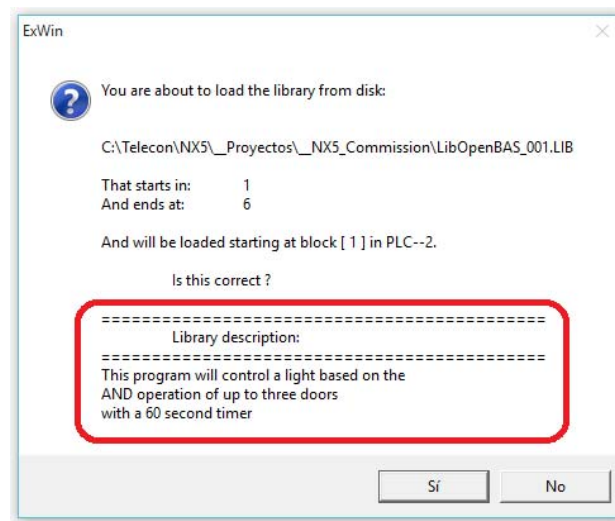 ExWin
You are about to load the library from disk:
C:\Telecon\NX5\__Proyectos\__NX5_Commission\LibOpenBAS_001.LIB
That starts in: 1
And ends at: 6
And will be loaded starting at block [ 1 ] in PLC--2.
Is this correct ?
================================================
Library description:
================================================
This program will control a light based on the
AND operation of up to three doors
with a 60 second timer
Sí No